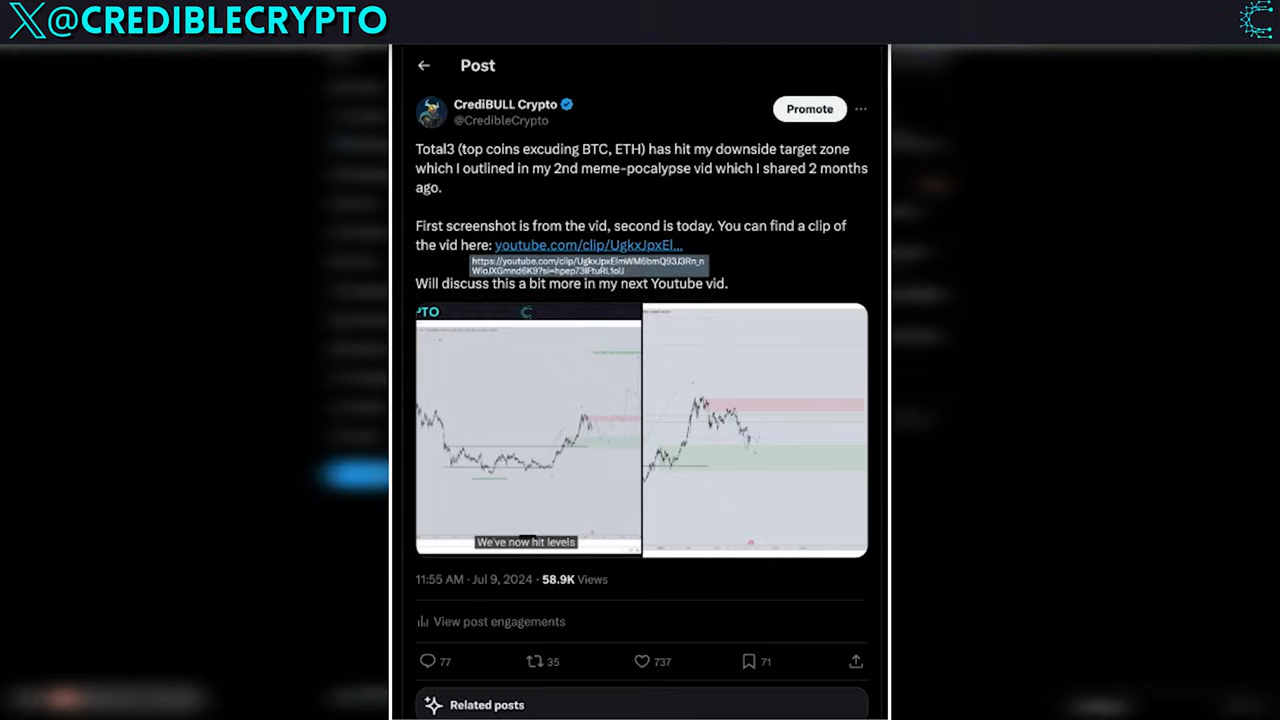 X@CREDIBLECRYPTO
Post
CrediBULL Crypto
@CredibleCrypto
Promote
Total3 (top coins excuding BTC, ETH) has hit my downside target zone
which I outlined in my 2nd meme-pocalypse vid which I shared 2 months
ago.
First screenshot is from the vid, second is today. You can find a clip of
the vid here: youtube.com/clip/UgkxJpxEl...
Will discuss this a bit more in my next Youtube vid.
PTO
We've now hit levels
11:55 AM · Jul 9, 2024 · 58.9K Views
View post engagements
77 35 737 71
Related posts